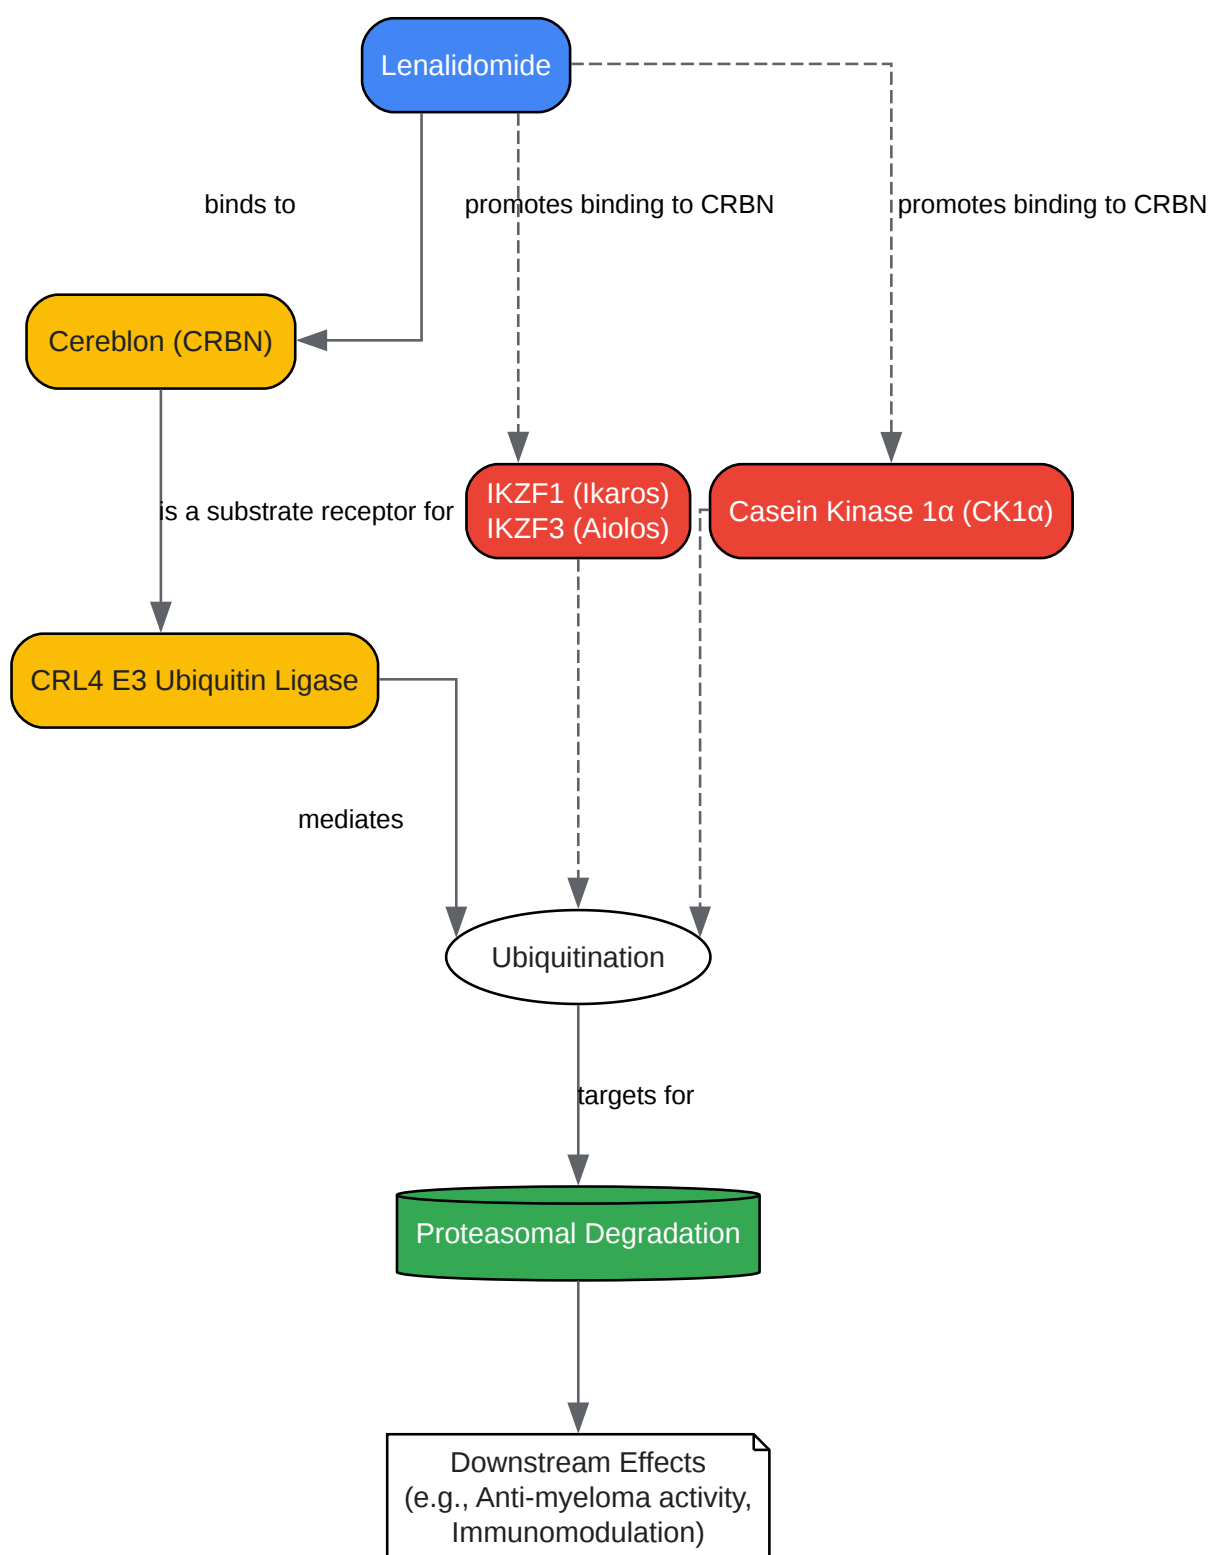 Lenalidomide
binds to
promotes binding to CRBN
promotes binding to CRBN
Cereblon (CRBN)
is a substrate receptor for
IKZF1 (Ikaros)
IKZF3 (Aiolos)
Casein Kinase 1α (CK1α)
CRL4 E3 Ubiquitin Ligase
mediates
Ubiquitination
targets for
Proteasomal Degradation
Downstream Effects
(e.g., Anti-myeloma activity,
Immunomodulation)